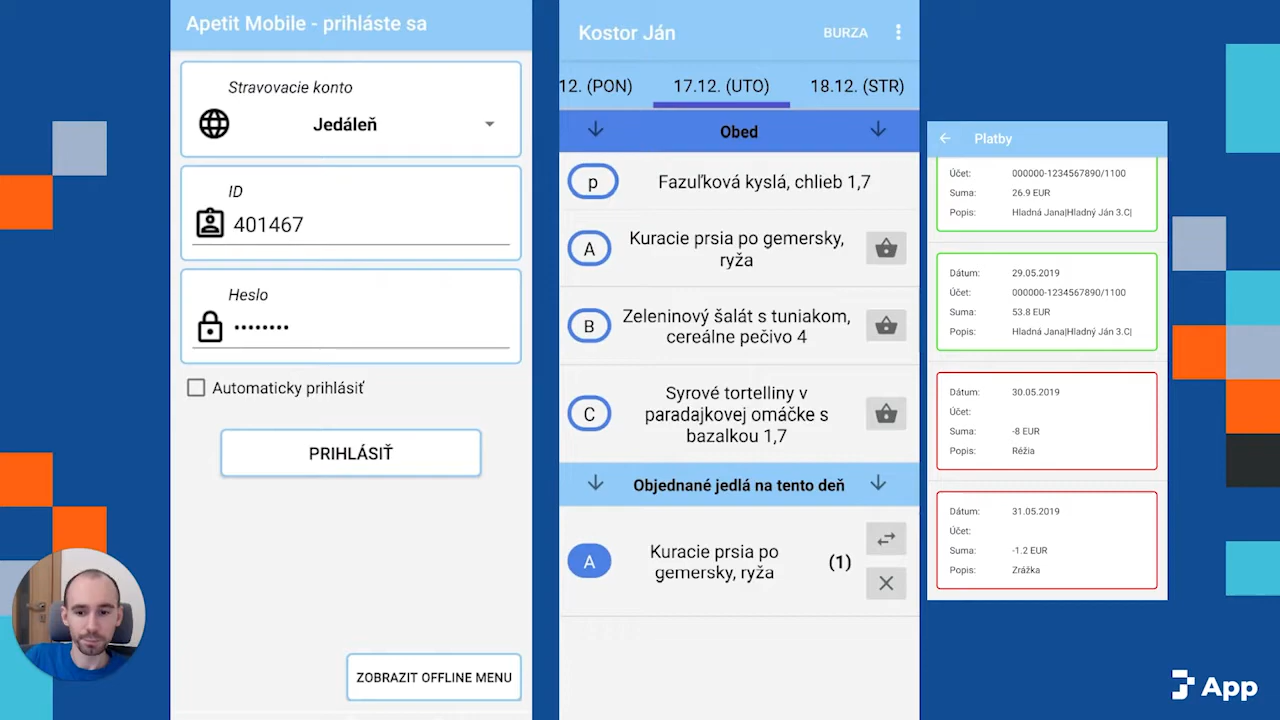 Apetit Mobile - prihláste sa
Stravovacie konto
Jedáleň
ID
401467
Heslo
••••••••
Automaticky prihlásiť
PRIHLÁSIŤ
ZOBRAZIT OFFLINE MENU
Kostor Ján
BURZA
12. (PON)
17.12. (UTO)
18.12. (STR)
Obed
p
Fazuľková kyslá, chlieb 1,7
A
Kuracie prsia po gemersky,
ryža
B
Zeleninový šalát s tuniakom,
cereálne pečivo 4
C
Syrové tortelliny v
paradajkovej omáčke s
bazalkou 1,7
Objednané jedlá na tento deň
A
Kuracie prsia po
gemersky, ryža
(1)
Platby
Účet: 000000-1234567890/1100
Suma: 26.9 EUR
Popis: Hladná Jana|Hladný Ján 3.C|
Dátum: 29.05.2019
Účet: 000000-1234567890/1100
Suma: 53.8 EUR
Popis: Hladná Jana|Hladný Ján 3.C|
Dátum: 30.05.2019
Účet:
Suma: -8 EUR
Popis: Réžia
Dátum: 31.05.2019
Účet:
Suma: -1.2 EUR
Popis: Zrážka
App